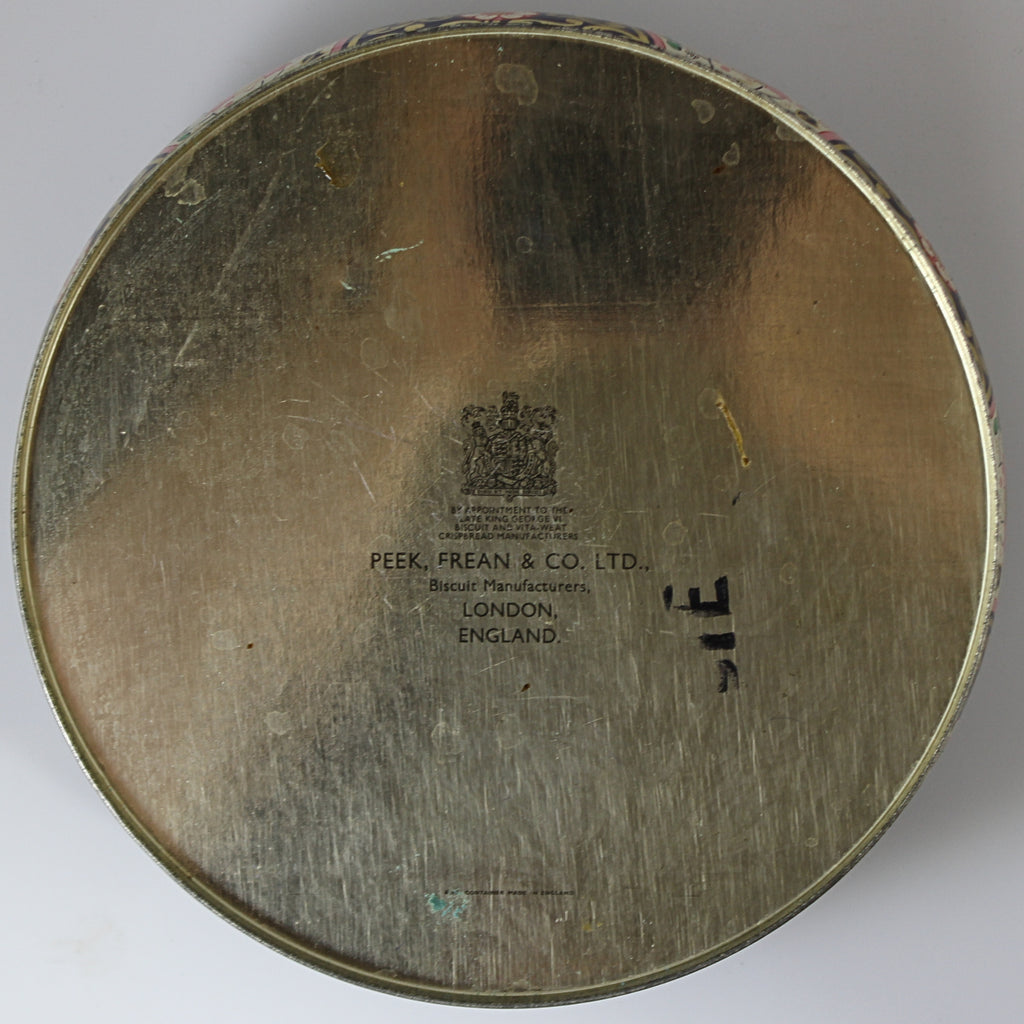 BY APPOINTMENT TO THE
LATE KING GEORGE VI
BISCUIT AND VITA-WEAT
CRISPBREAD MANUFACTURERS
PEEK, FREAN & CO. LTD.,
Biscuit Manufacturers,
LONDON,
ENGLAND.
CONTAINER MADE IN ENGLAND